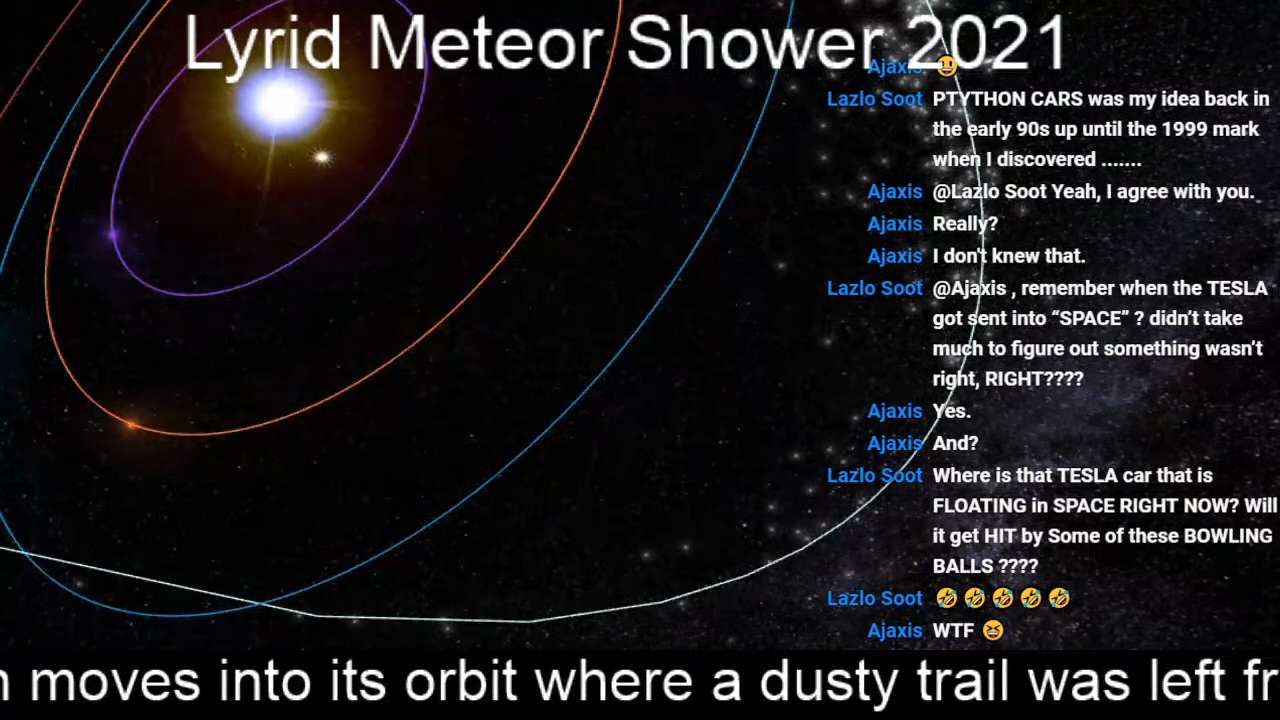 Lyrid Meteor Shower 2021
Ajaxis 😃
Lazlo Soot PTYTHON CARS was my idea back in
the early 90s up until the 1999 mark
when I discovered .......
Ajaxis @Lazlo Soot Yeah, I agree with you.
Ajaxis Really?
Ajaxis I don't knew that.
Lazlo Soot @Ajaxis , remember when the TESLA
got sent into “SPACE” ? didn’t take
much to figure out something wasn’t
right, RIGHT????
Ajaxis Yes.
Ajaxis And?
Lazlo Soot Where is that TESLA car that is
FLOATING in SPACE RIGHT NOW? Will
it get HIT by Some of these BOWLING
BALLS ????
Lazlo Soot 🤣🤣🤣🤣🤣
Ajaxis WTF 😆
moves into its orbit where a dusty trail was left fr